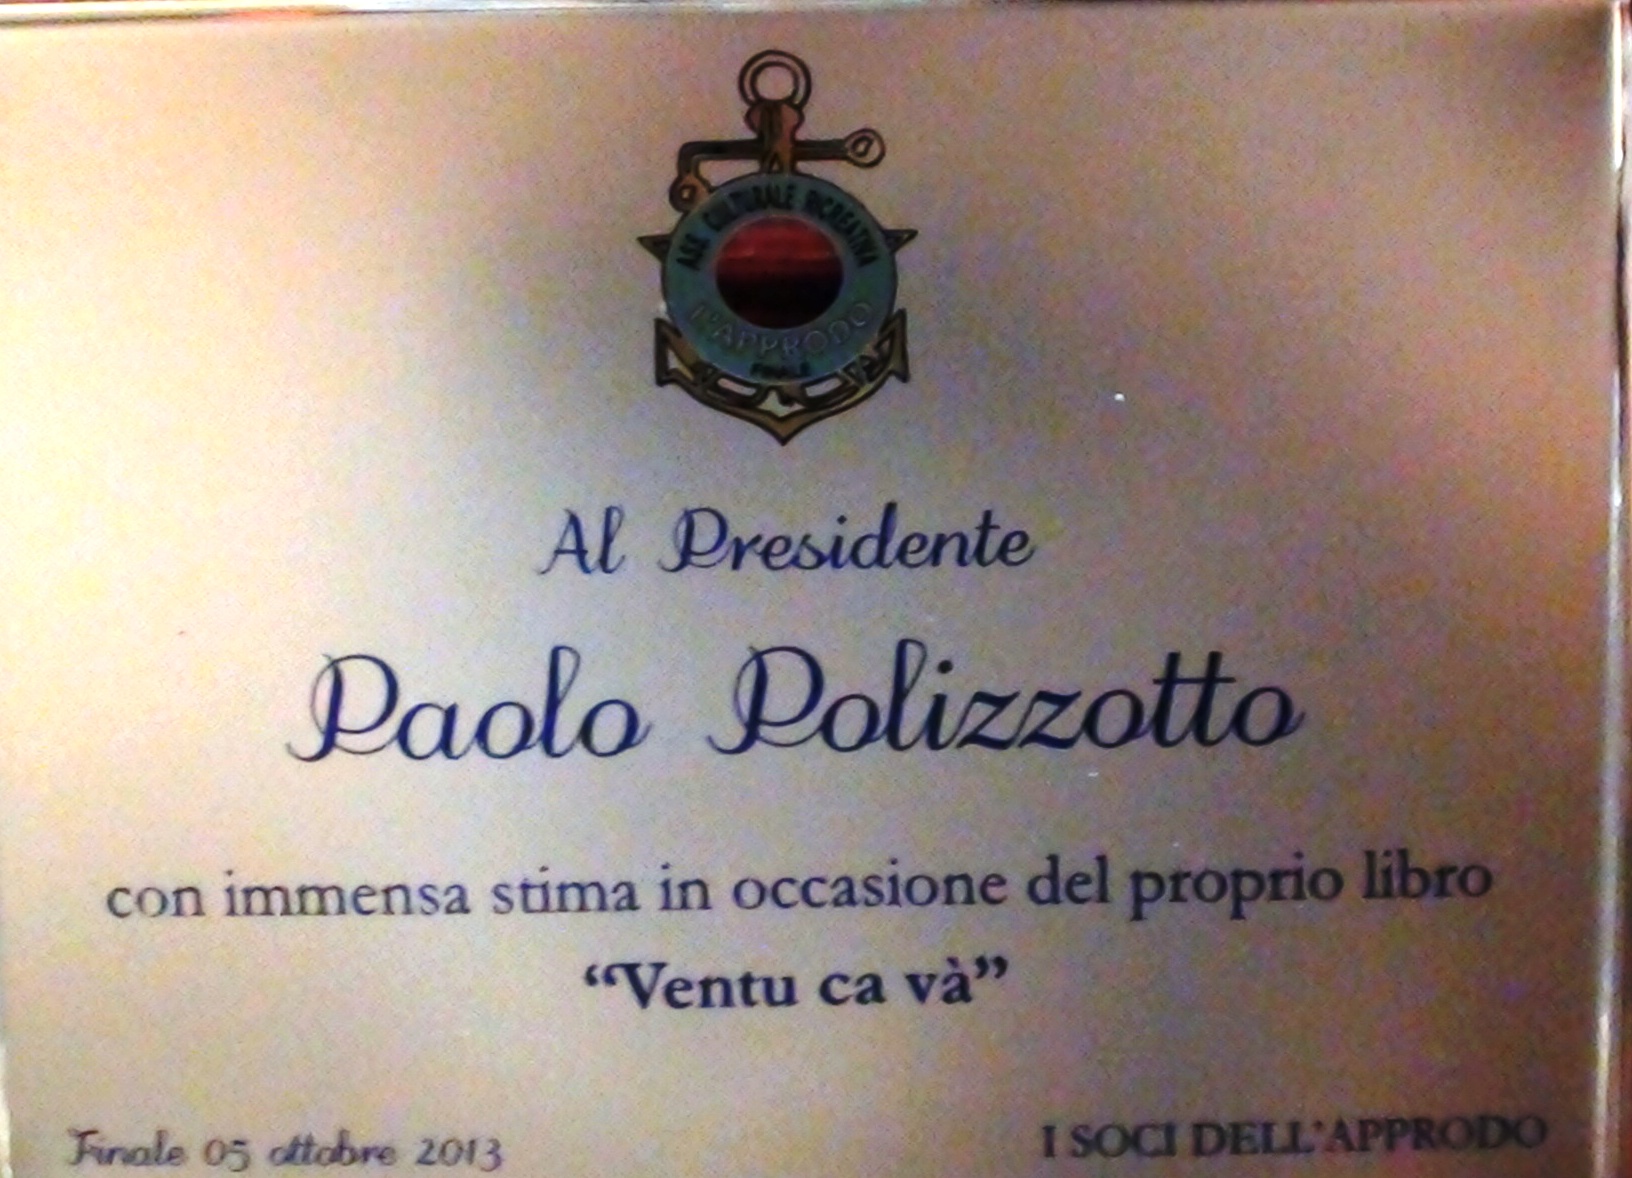 ASS. CULTURALE RICREATIVA
L'APPRODO
FINALE
Al Presidente
Paolo Polizzotto
con immensa stima in occasione del proprio libro
“Ventu ca và”
Finale 05 ottobre 2013
I SOCI DELL'APPRODO